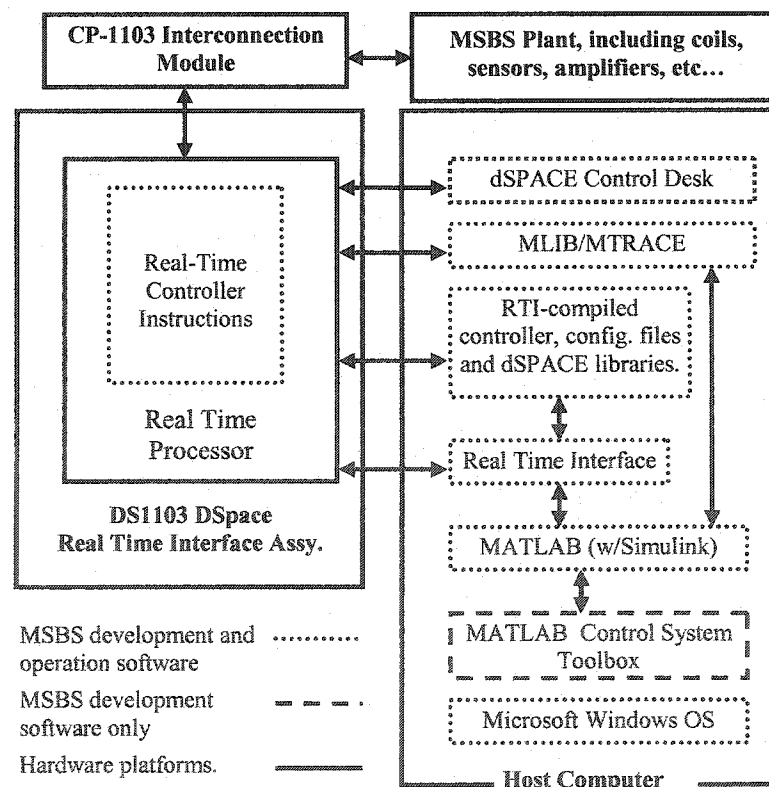 CP-1103 Interconnection
Module
MSBS Plant, including coils,
sensors, amplifiers, etc...
dSPACE Control Desk
MLIB/MTRACE
Real-Time
Controller
Instructions
RTI-compiled
controller, config. files
and dSPACE libraries.
Real Time
Processor
Real Time Interface
DS1103 DSpace
Real Time Interface Assy.
MATLAB (w/Simulink)
MATLAB Control System
Toolbox
Microsoft Windows OS
Host Computer
MSBS development and
operation software
MSBS development
software only
Hardware platforms.